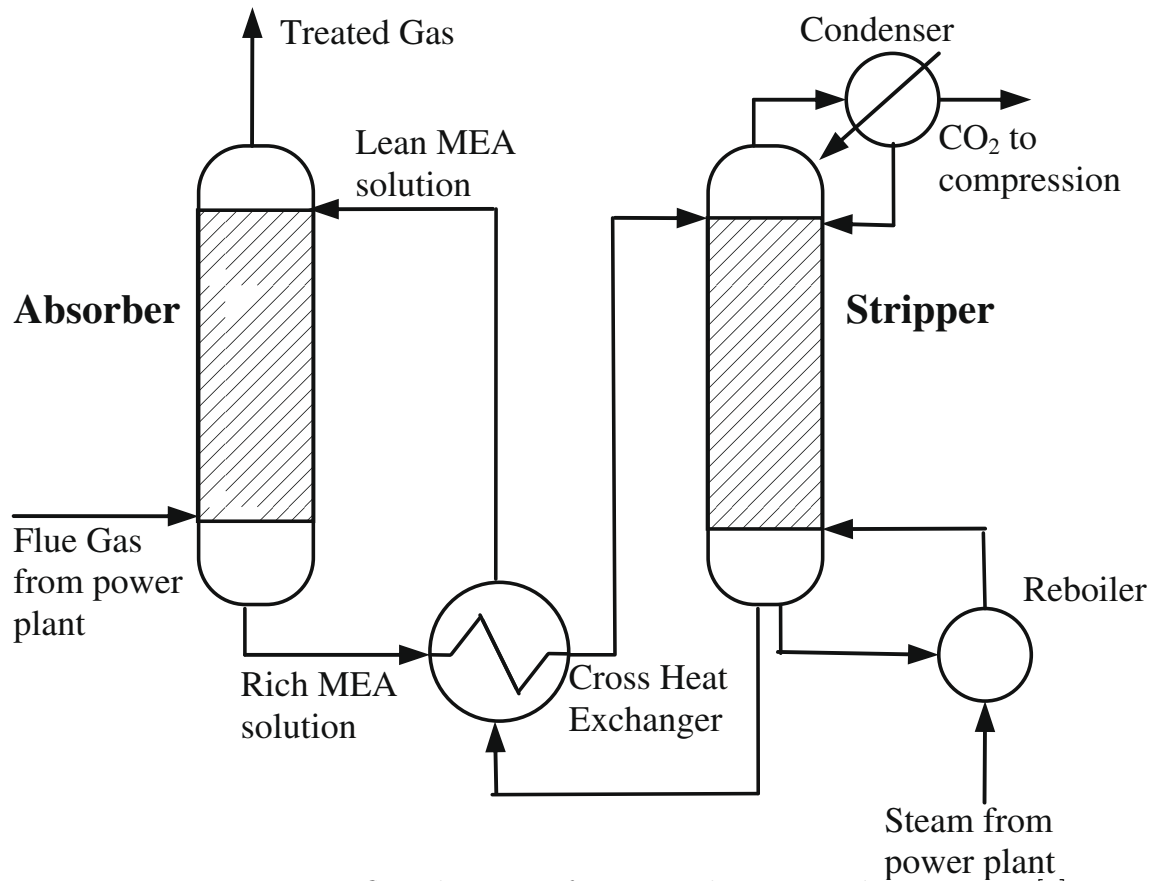 Treated Gas
Condenser
Lean MEA
solution
CO₂ to
compression
Absorber
Stripper
Flue Gas
from power
plant
Reboiler
Rich MEA
solution
Cross Heat
Exchanger
Steam from
power plant